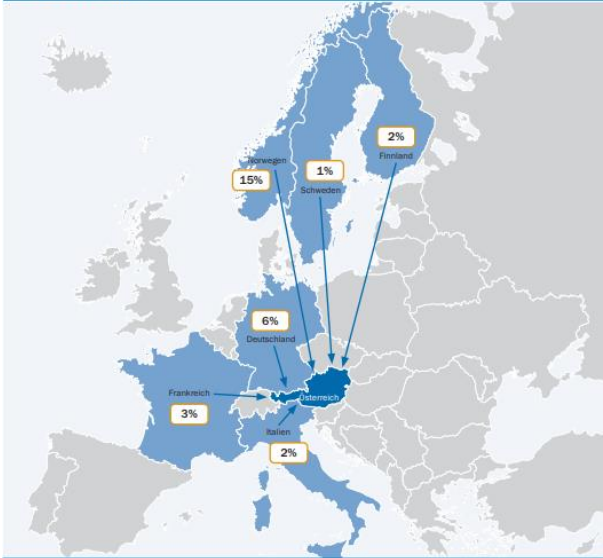 2%
Finnland
Norwegen
15%
1%
Schweden
6%
Deutschland
Frankreich
3%
Österreich
Italien
2%